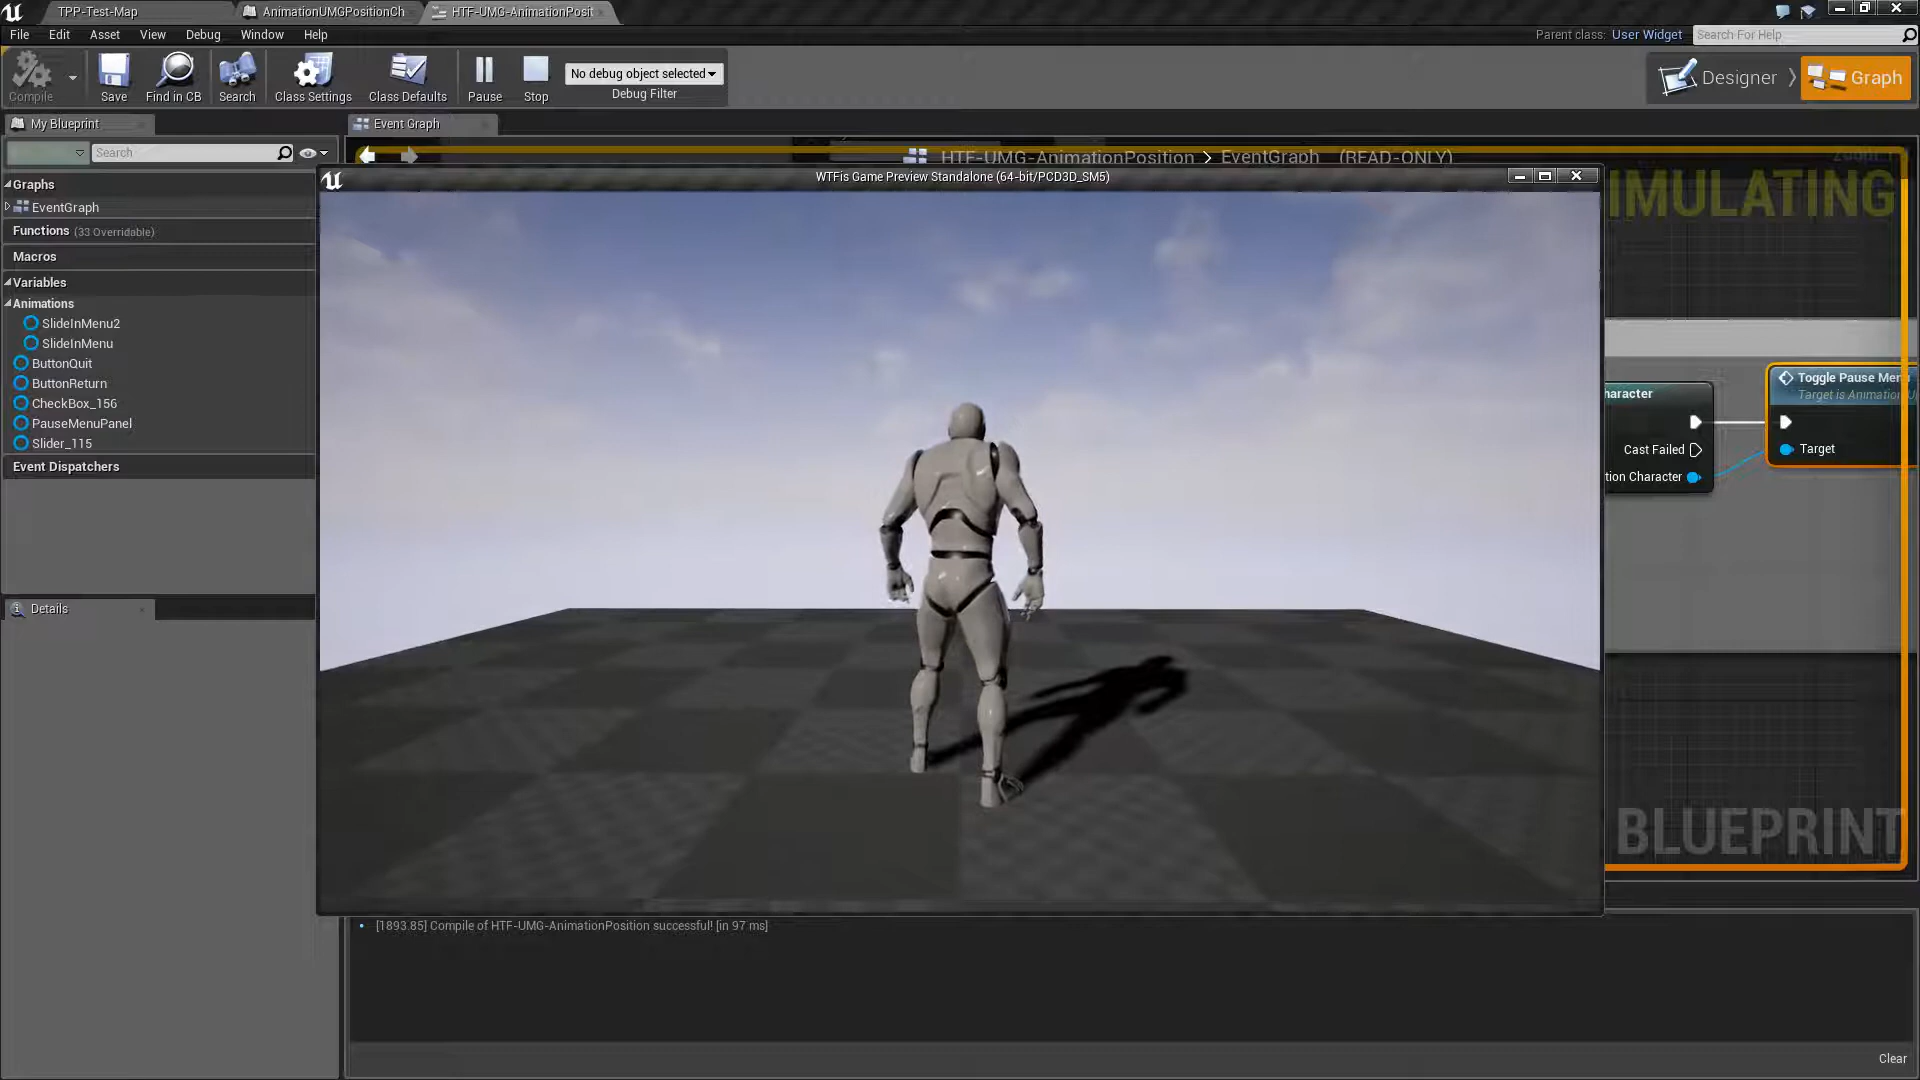 TPP-Test-Map
AnimationUMGPositionCh
HTF-UMG-AnimationPosit
File Edit Asset View Debug Window Help
Parent class: User Widget
Search For Help
Compile
Save
Find in CB
Search
Class Settings
Class Defaults
Pause
Stop
No debug object selected
Debug Filter
Designer
Graph
My Blueprint
Event Graph
Search
HTF-UMG-AnimationPosition > EventGraph (READ-ONLY)
WTFis Game Preview Standalone (64-bit/PCD3D_SM5)
IMULATING
Graphs
EventGraph
Functions (33 Overridable)
Macros
Variables
Animations
SlideInMenu2
SlideInMenu
ButtonQuit
ButtonReturn
CheckBox_156
PauseMenuPanel
Slider_115
Event Dispatchers
haracter
Cast Failed
tion Character
Toggle Pause Menu
Target is Animation U
Target
Details
BLUEPRINT
[1893.85] Compile of HTF-UMG-AnimationPosition successful! [in 97 ms]
Clear